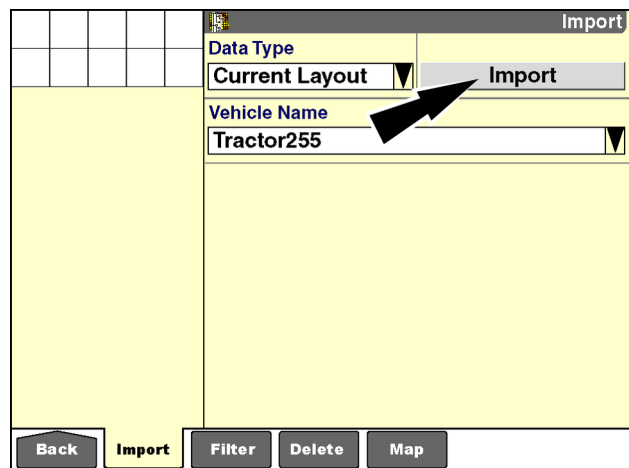 Import
Data Type
Current Layout
Import
Vehicle Name
Tractor255
Back
Import
Filter
Delete
Map